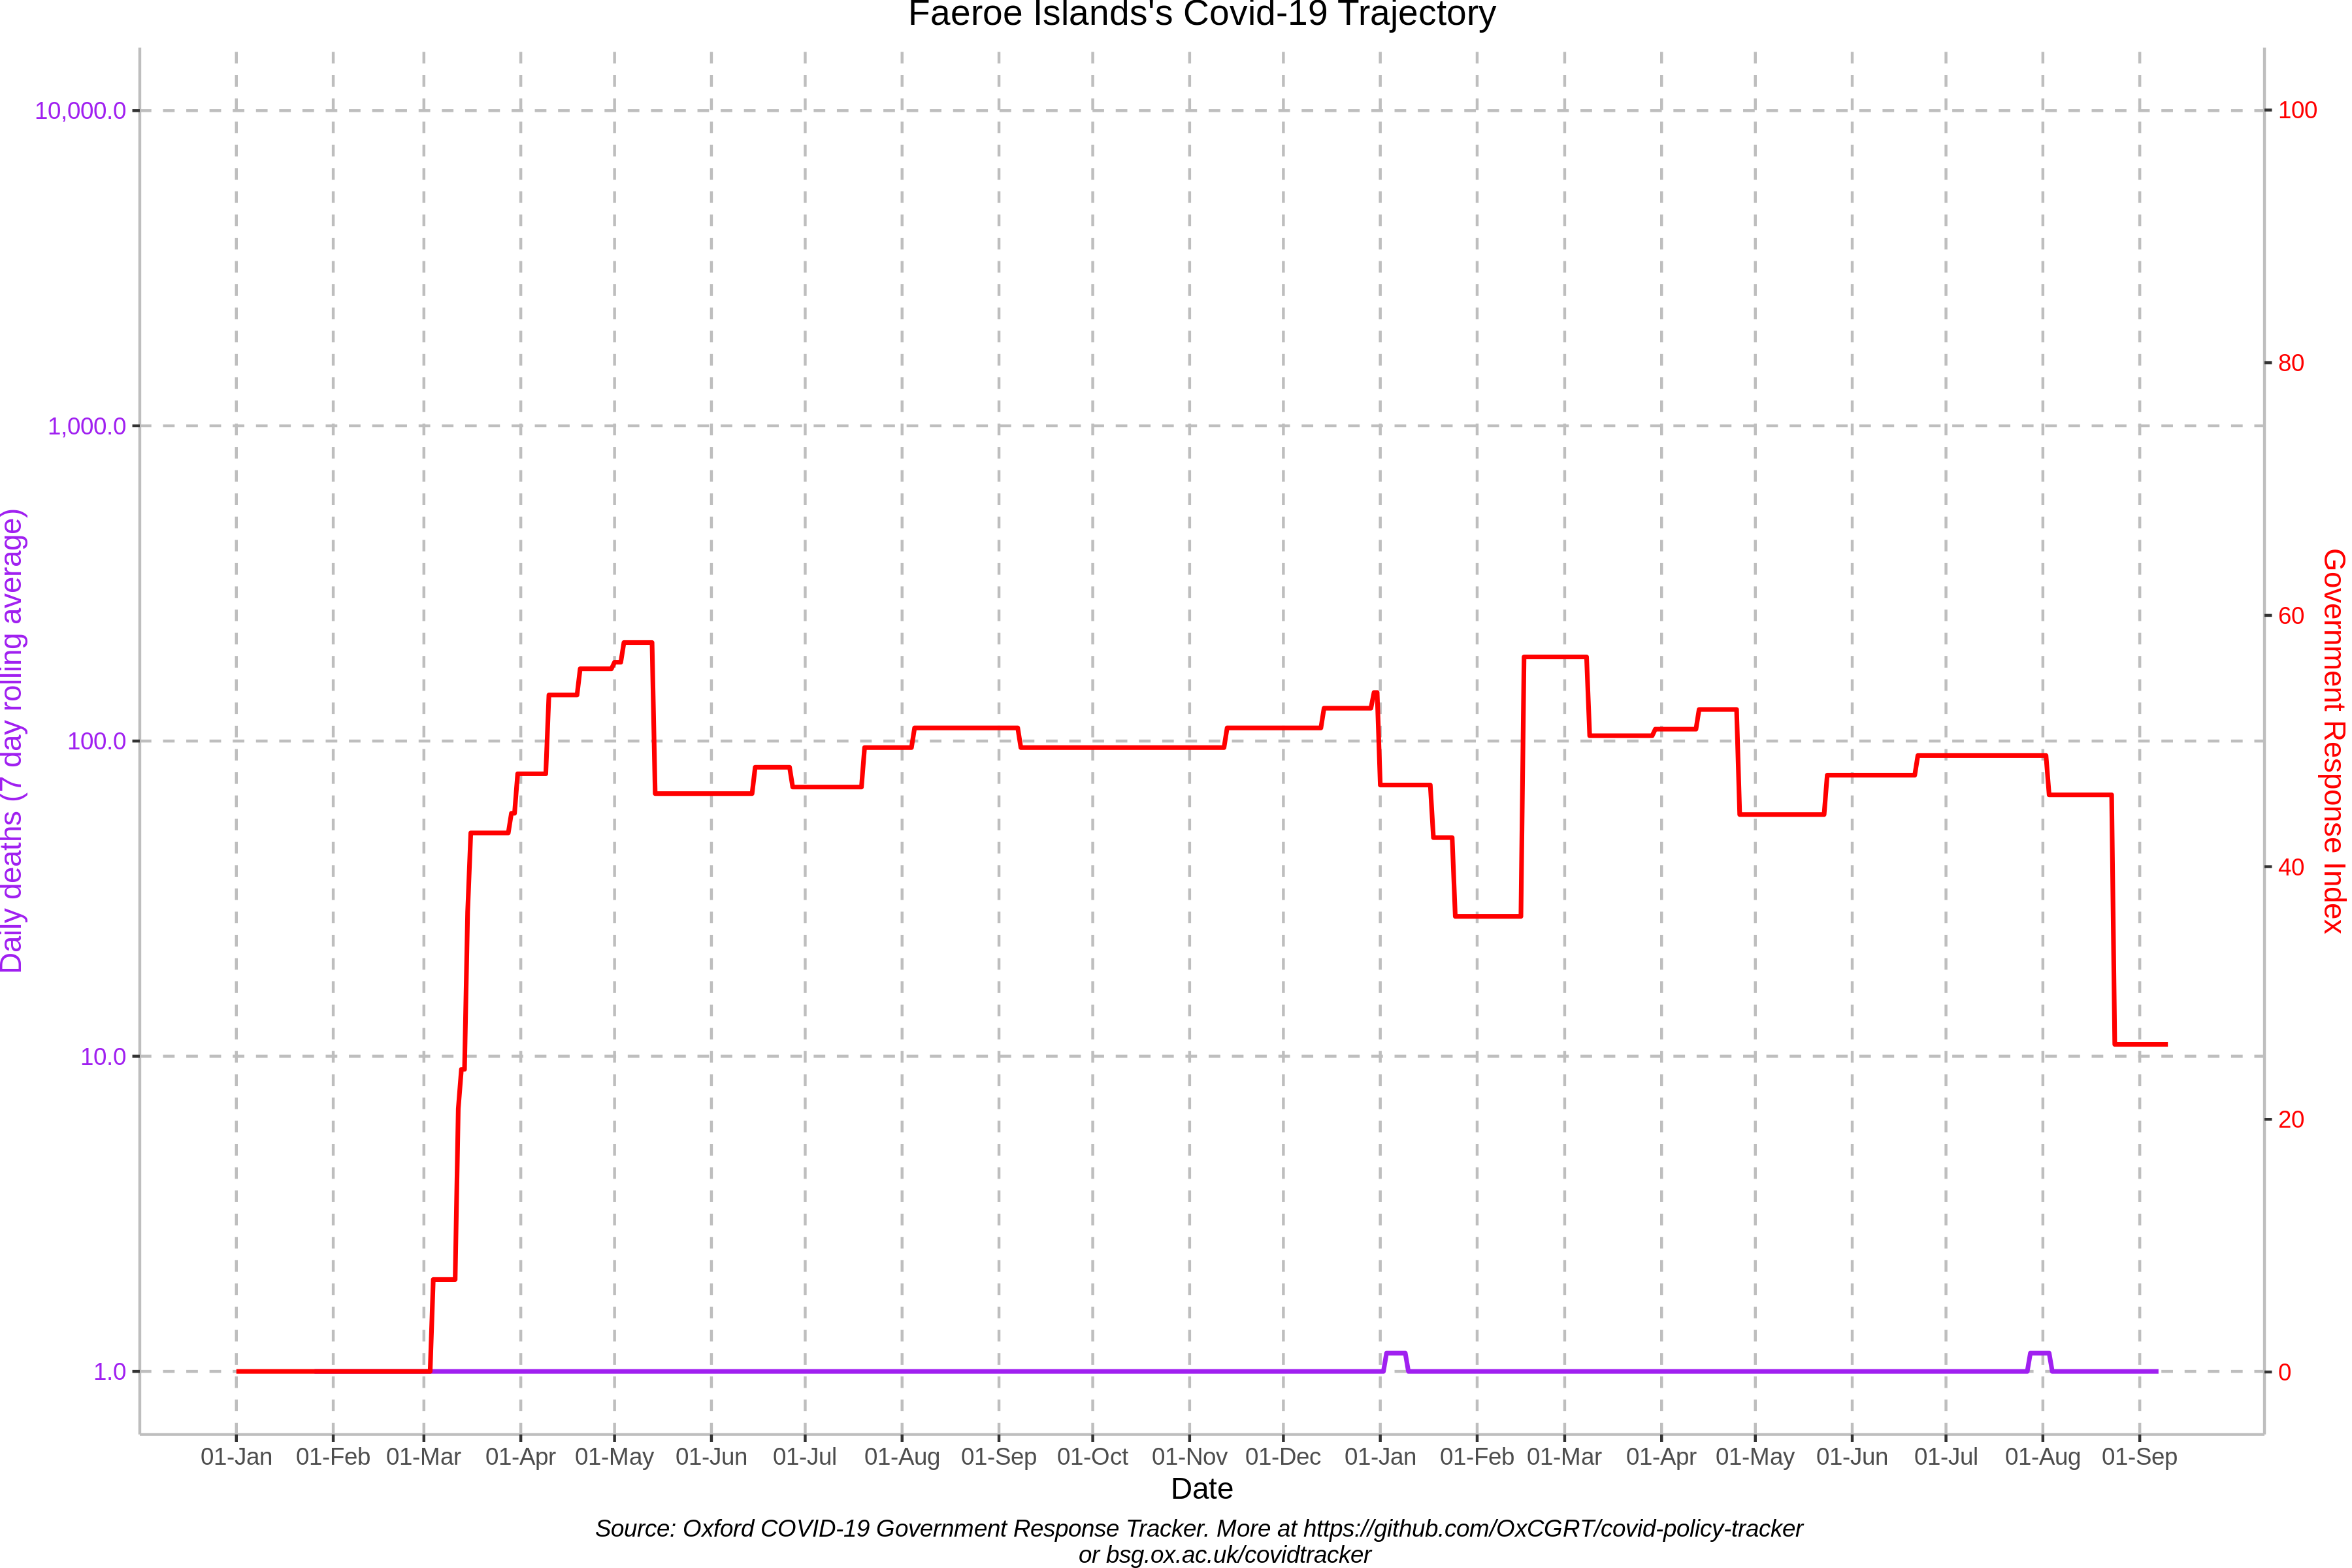 Faeroe Islands's Covid-19 Trajectory
10,000.0
1,000.0
100.0
10.0
1.0
Daily deaths (7 day rolling average)
100
80
60
40
20
0
Government Response Index
01-Jan 01-Feb 01-Mar 01-Apr 01-May 01-Jun 01-Jul 01-Aug 01-Sep 01-Oct 01-Nov 01-Dec 01-Jan 01-Feb 01-Mar 01-Apr 01-May 01-Jun 01-Jul 01-Aug 01-Sep
Date
Source: Oxford COVID-19 Government Response Tracker. More at https://github.com/OxCGRT/covid-policy-tracker
or bsg.ox.ac.uk/covidtracker